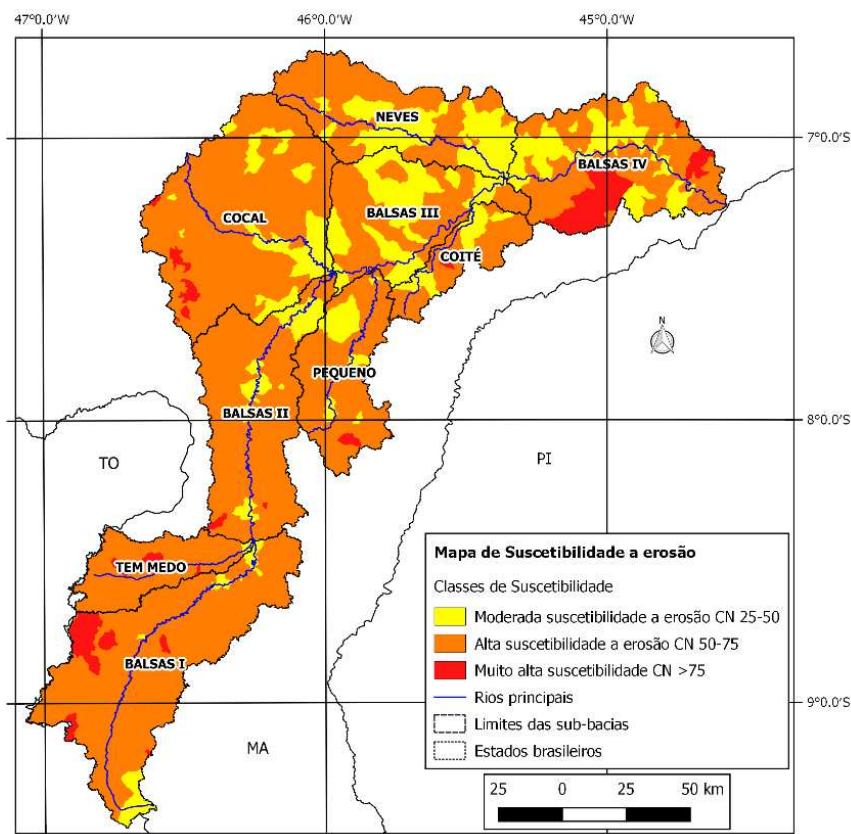 47°0.0'W 46°0.0'W 45°0.0'W
NEVES
7°0.0'S
BALSAS IV
COCAL
BALSAS III
COITÉ
N
PEQUENO
BALSAS II
8°0.0'S
TO
PI
TEM MEDO
BALSAS I
MA
Mapa de Suscetibilidade a erosão
Classes de Suscetibilidade
Moderada suscetibilidade a erosão CN 25-50
Alta suscetibilidade a erosão CN 50-75
Muito alta suscetibilidade CN >75
Rios principais
Limites das sub-bacias
Estados brasileiros
9°0.0'S
25 0 25 50 km